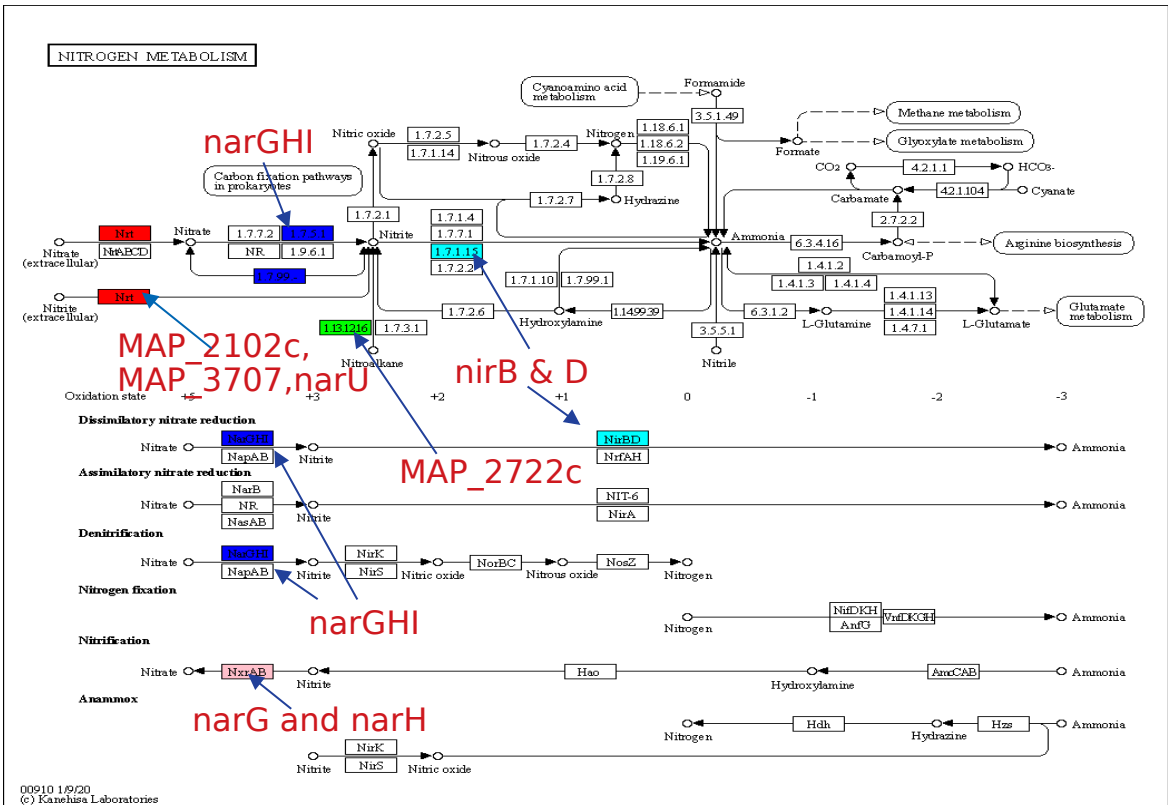 NITROGEN METABOLISM
Cyanoamino acid
metabolism
Formamide
3.5.1.49
Methane metabolism
Glyoxylate metabolism
Formate
narGHI
Nitric oxide
1.7.2.5
1.7.1.14
Nitrous oxide
1.7.2.4
Nitrogen
1.18.6.1
1.18.6.2
1.19.6.1
CO2
4.2.1.1
HCO3-
4.2.1.104
Cyanate
Carbamate
Carbon fixation pathways
in prokaryotes
1.7.2.8
1.7.2.7
Hydrazine
1.7.2.1
2.7.2.2
Nrt
NrtABCD
Nitrate
(extracellular)
Nitrate
1.7.7.2
1.7.5.1
NR
1.9.6.1
Nitrite
1.7.1.4
1.7.7.1
1.7.1.15
1.7.2.2
Ammonia
6.3.4.16
Carbamoyl-P
Arginine biosynthesis
1.7.99.
1.7.1.10
1.7.99.1
1.4.1.2
1.4.1.3
1.4.1.4
Nrt
Nitrite
(extracellular)
1.7.2.6
Hydroxylamine
1.14.99.39
6.3.1.2
L-Glutamine
1.4.1.13
1.4.1.14
1.4.7.1
L-Glutamate
Glutamate
metabolism
1.13.12.16
1.7.3.1
Nitroalkane
3.5.5.1
Nitrile
MAP_2102c,
MAP_3707,narU
nirB & D
Oxidation state
+5
+3
+2
+1
0
-1
-2
-3
Dissimilatory nitrate reduction
Nitrate
NarGHI
NapAB
Nitrite
NirBD
NrfAH
Ammonia
MAP_2722c
Assimilatory nitrate reduction
Nitrate
NarB
NR
NasAB
Nitrite
NIT-6
NirA
Ammonia
Denitrification
Nitrate
NarGHI
NapAB
Nitrite
NirK
NirS
Nitric oxide
NorBC
Nitrous oxide
NosZ
Nitrogen
Nitrogen fixation
narGHI
Nitrogen
NifDKH
AnfG
VnfDKGH
Ammonia
Nitrification
Nitrate
NxrAB
Nitrite
Hao
Hydroxylamine
AmoCAB
Ammonia
Anammox
narG and narH
Nitrogen
Hdh
Hydrazine
Hzs
Ammonia
Nitrite
NirK
NirS
Nitric oxide
00910 1/9/20
(c) Kanehisa Laboratories